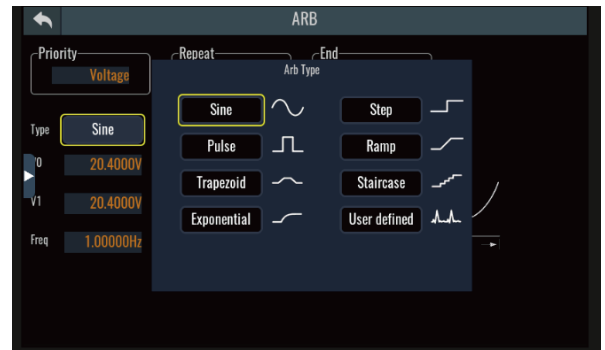 ARB
Priority
Repeat
End
Voltage
Arb Type
Sine
Step
Type
Sine
Pulse
Ramp
20.4000V
Trapezoid
Staircase
V1
20.4000V
Exponential
User defined
Freq
1.00000Hz